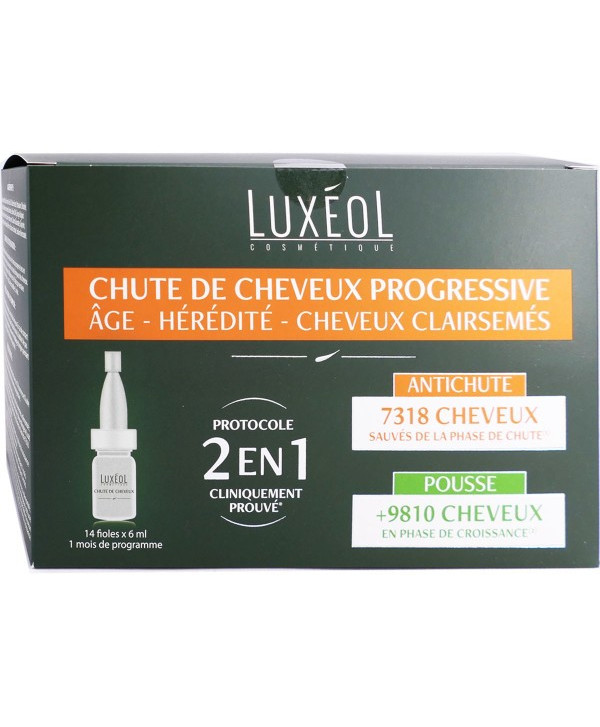 LUXÉOL
COSMÉTIQUE
CHUTE DE CHEVEUX PROGRESSIVE
ÂGE - HÉRÉDITÉ - CHEVEUX CLAIRSEMÉS
LUXÉOL
CHUTE DE CHEVEUX
14 fioles x 6 ml
1 mois de programme
PROTOCOLE
2 EN 1
CLINIQUEMENT
PROUVÉ*
ANTICHUTE
7318 CHEVEUX
SAUVÉS DE LA PHASE DE CHUTE
POUSSE
+9810 CHEVEUX
EN PHASE DE CROISSANCE